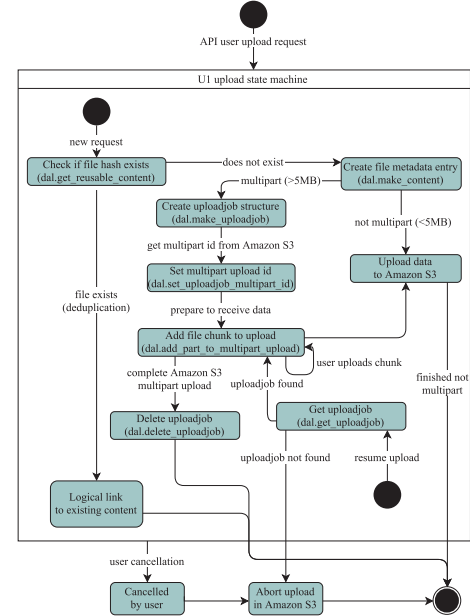 API user upload request
U1 upload state machine
new request
Check if file hash exists
(dal.get_reusable_content)
does not exist
Create file metadata entry
(dal.make_content)
multipart (>5MB)
Create uploadjob structure
(dal.make_uploadjob)
not multipart (<5MB)
get multipart id from Amazon S3
Upload data
to Amazon S3
Set multipart upload id
(dal.set_uploadjob_multipart_id)
file exists
(deduplication)
prepare to receive data
Add file chunk to upload
(dal.add_part_to_multipart_upload)
user uploads chunk
complete Amazon S3
multipart upload
uploadjob found
finished not
multipart
Delete uploadjob
(dal.delete_uploadjob)
Get uploadjob
(dal.get_uploadjob)
uploadjob not found
resume upload
Logical link
to existing content
user cancellation
Cancelled
by user
Abort upload
in Amazon S3